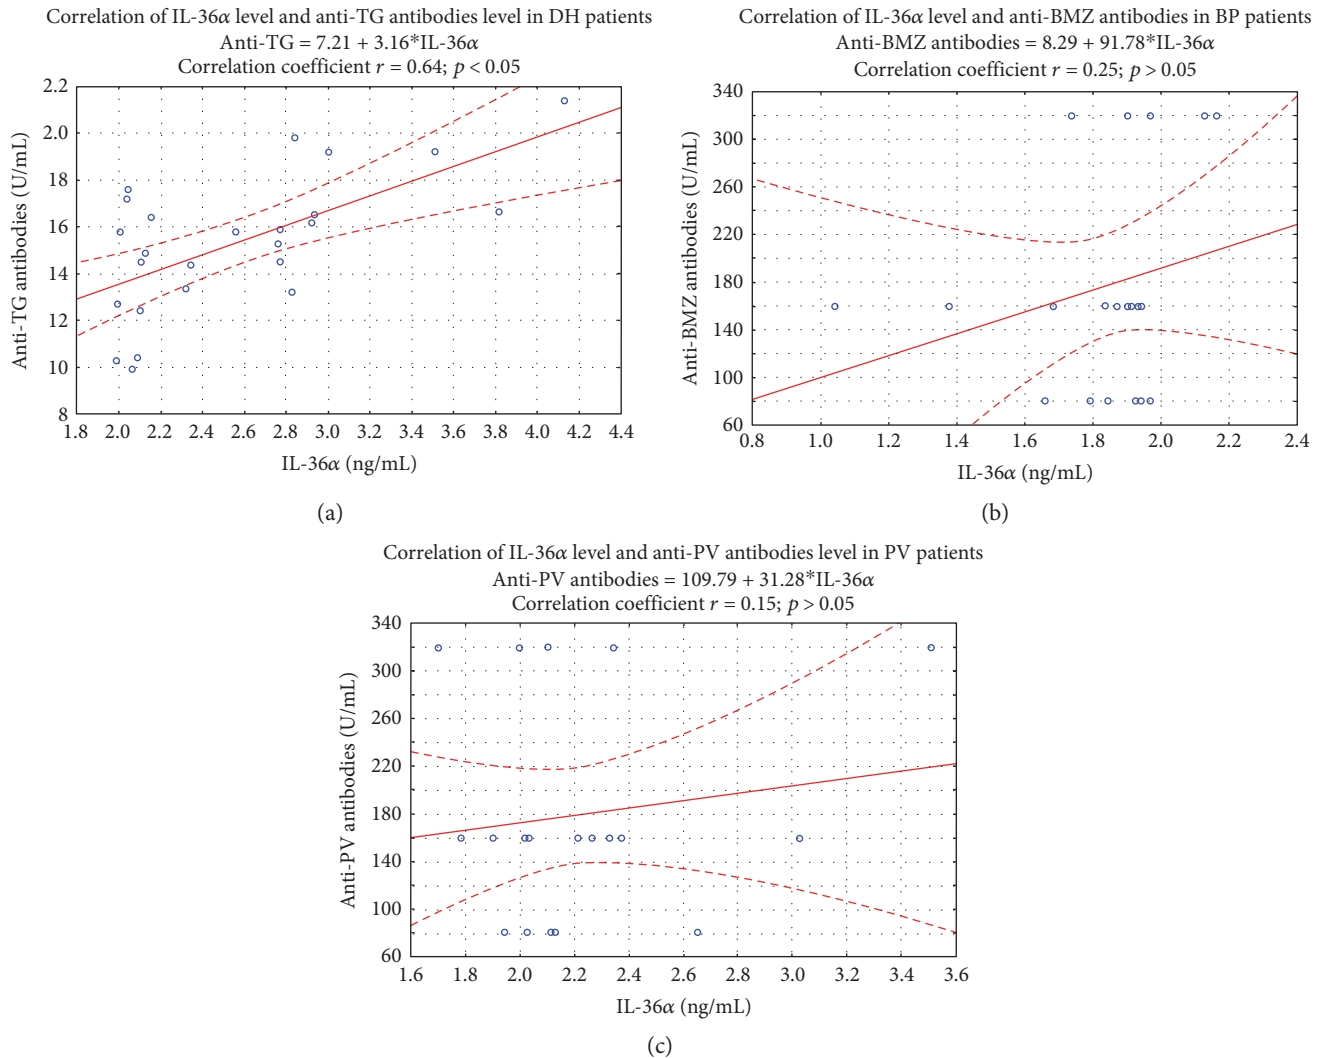 Correlation of IL-36α level and anti-TG antibodies level in DH patients
Anti-TG = 7.21 + 3.16*IL-36α
Correlation coefficient r = 0.64; p < 0.05
2.2
2.0
18
16
14
12
10
8
Anti-TG antibodies (U/mL)
1.8 2.0 2.2 2.4 2.6 2.8 3.0 3.2 3.4 3.6 3.8 4.0 4.2 4.4
IL-36α (ng/mL)
(a)
Correlation of IL-36α level and anti-BMZ antibodies in BP patients
Anti-BMZ antibodies = 8.29 + 91.78*IL-36α
Correlation coefficient r = 0.25; p > 0.05
340
300
260
220
180
140
100
60
Anti-BMZ antibodies (U/mL)
0.8 1.0 1.4 1.6 1.8 2.0 2.2 2.4
IL-36α (ng/mL)
(b)
Correlation of IL-36α level and anti-PV antibodies level in PV patients
Anti-PV antibodies = 109.79 + 31.28*IL-36α
Correlation coefficient r = 0.15; p > 0.05
340
300
260
220
180
140
100
60
Anti-PV antibodies (U/mL)
1.6 1.8 2.0 2.2 2.4 2.6 2.8 3.0 3.2 3.4 3.6
IL-36α (ng/mL)
(c)